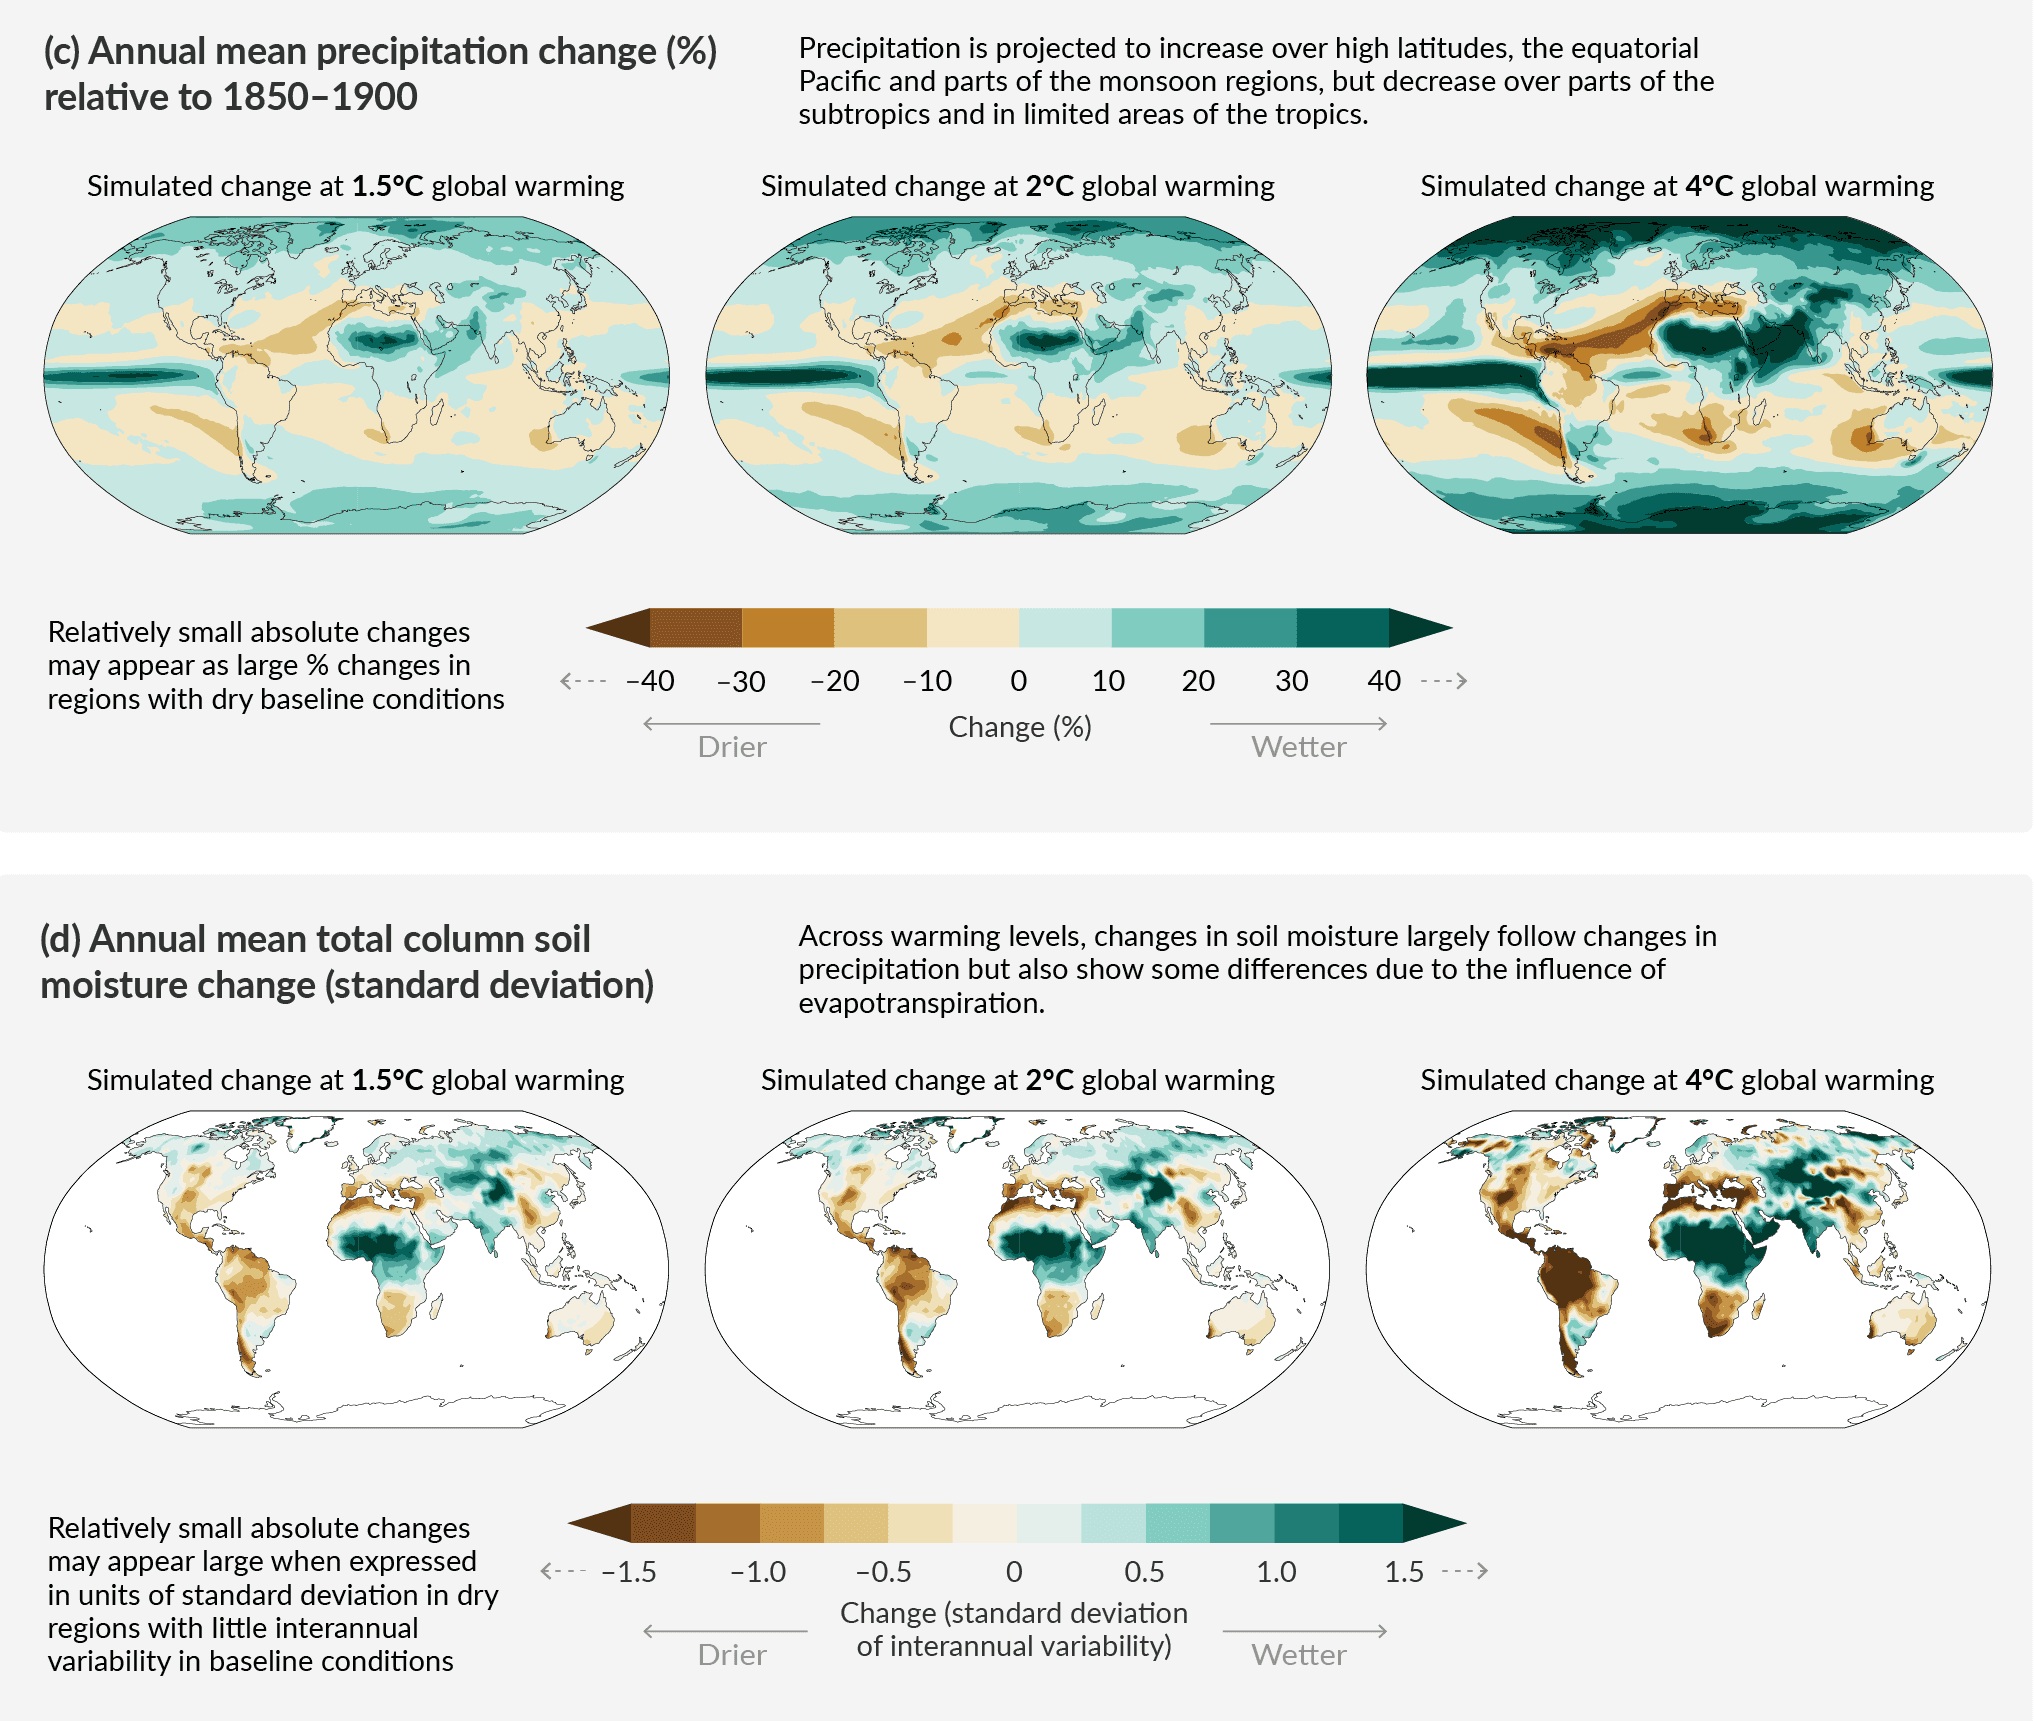 (c) Annual mean precipitation change (%)
relative to 1850–1900
Precipitation is projected to increase over high latitudes, the equatorial
Pacific and parts of the monsoon regions, but decrease over parts of the
subtropics and in limited areas of the tropics.
Simulated change at 1.5°C global warming
Simulated change at 2°C global warming
Simulated change at 4°C global warming
Relatively small absolute changes
may appear as large % changes in
regions with dry baseline conditions
–40 –30 –20 –10 0 10 20 30 40
Change (%)
Drier
Wetter
(d) Annual mean total column soil
moisture change (standard deviation)
Across warming levels, changes in soil moisture largely follow changes in
precipitation but also show some differences due to the influence of
evapotranspiration.
Simulated change at 1.5°C global warming
Simulated change at 2°C global warming
Simulated change at 4°C global warming
Relatively small absolute changes
may appear large when expressed
in units of standard deviation in dry
regions with little interannual
variability in baseline conditions
–1.5 –1.0 –0.5 0 0.5 1.0 1.5
Change (standard deviation
of interannual variability)
Drier
Wetter